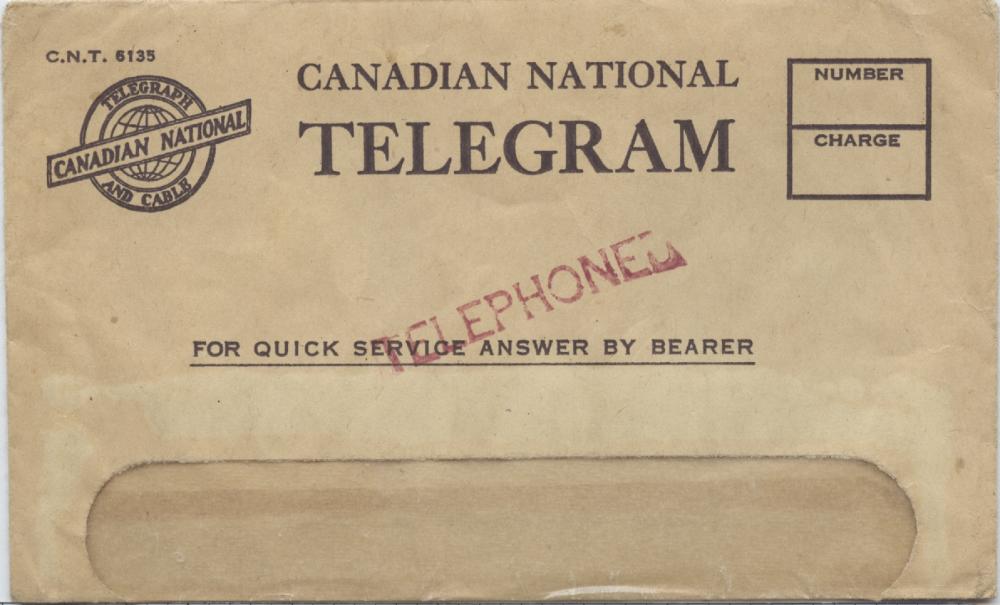 C.N.T. 6135
TELEGRAPH
CANADIAN NATIONAL
AND CABLE
CANADIAN NATIONAL
TELEGRAM
NUMBER
CHARGE
TELEPHONED
FOR QUICK SERVICE ANSWER BY BEARER